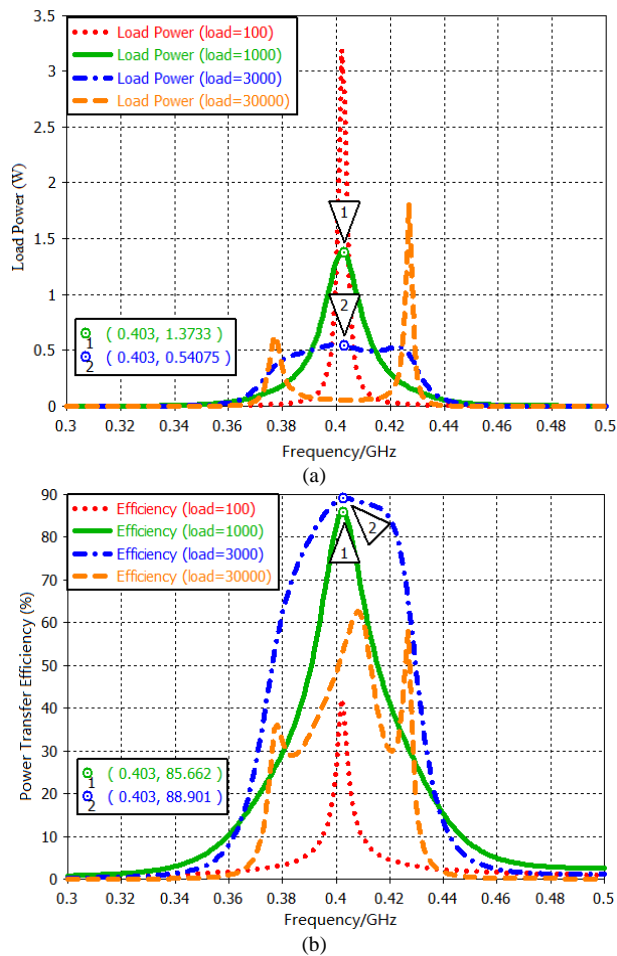 3.5
3
2.5
2
1.5
1
0.5
0
Load Power (W)
Load Power (load=100)
Load Power (load=1000)
Load Power (load=3000)
Load Power (load=30000)
1
2
1 ( 0.403, 1.3733 )
2 ( 0.403, 0.54075 )
0.3 0.32 0.34 0.36 0.38 0.4 0.42 0.44 0.46 0.48 0.5
Frequency/GHz
(a)
90
80
70
60
50
40
30
20
10
0
Power Transfer Efficiency (%)
Efficiency (load=100)
Efficiency (load=1000)
Efficiency (load=3000)
Efficiency (load=30000)
2
1
1 ( 0.403, 85.662 )
2 ( 0.403, 88.901 )
0.3 0.32 0.34 0.36 0.38 0.4 0.42 0.44 0.46 0.48 0.5
Frequency/GHz
(b)